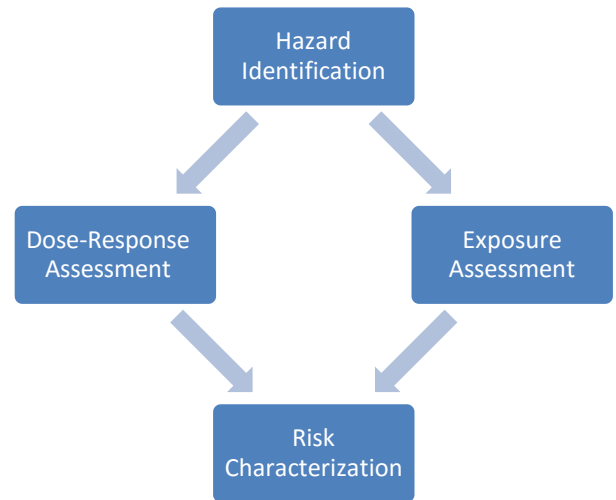 Hazard
Identification
Dose-Response
Assessment
Exposure
Assessment
Risk
Characterization